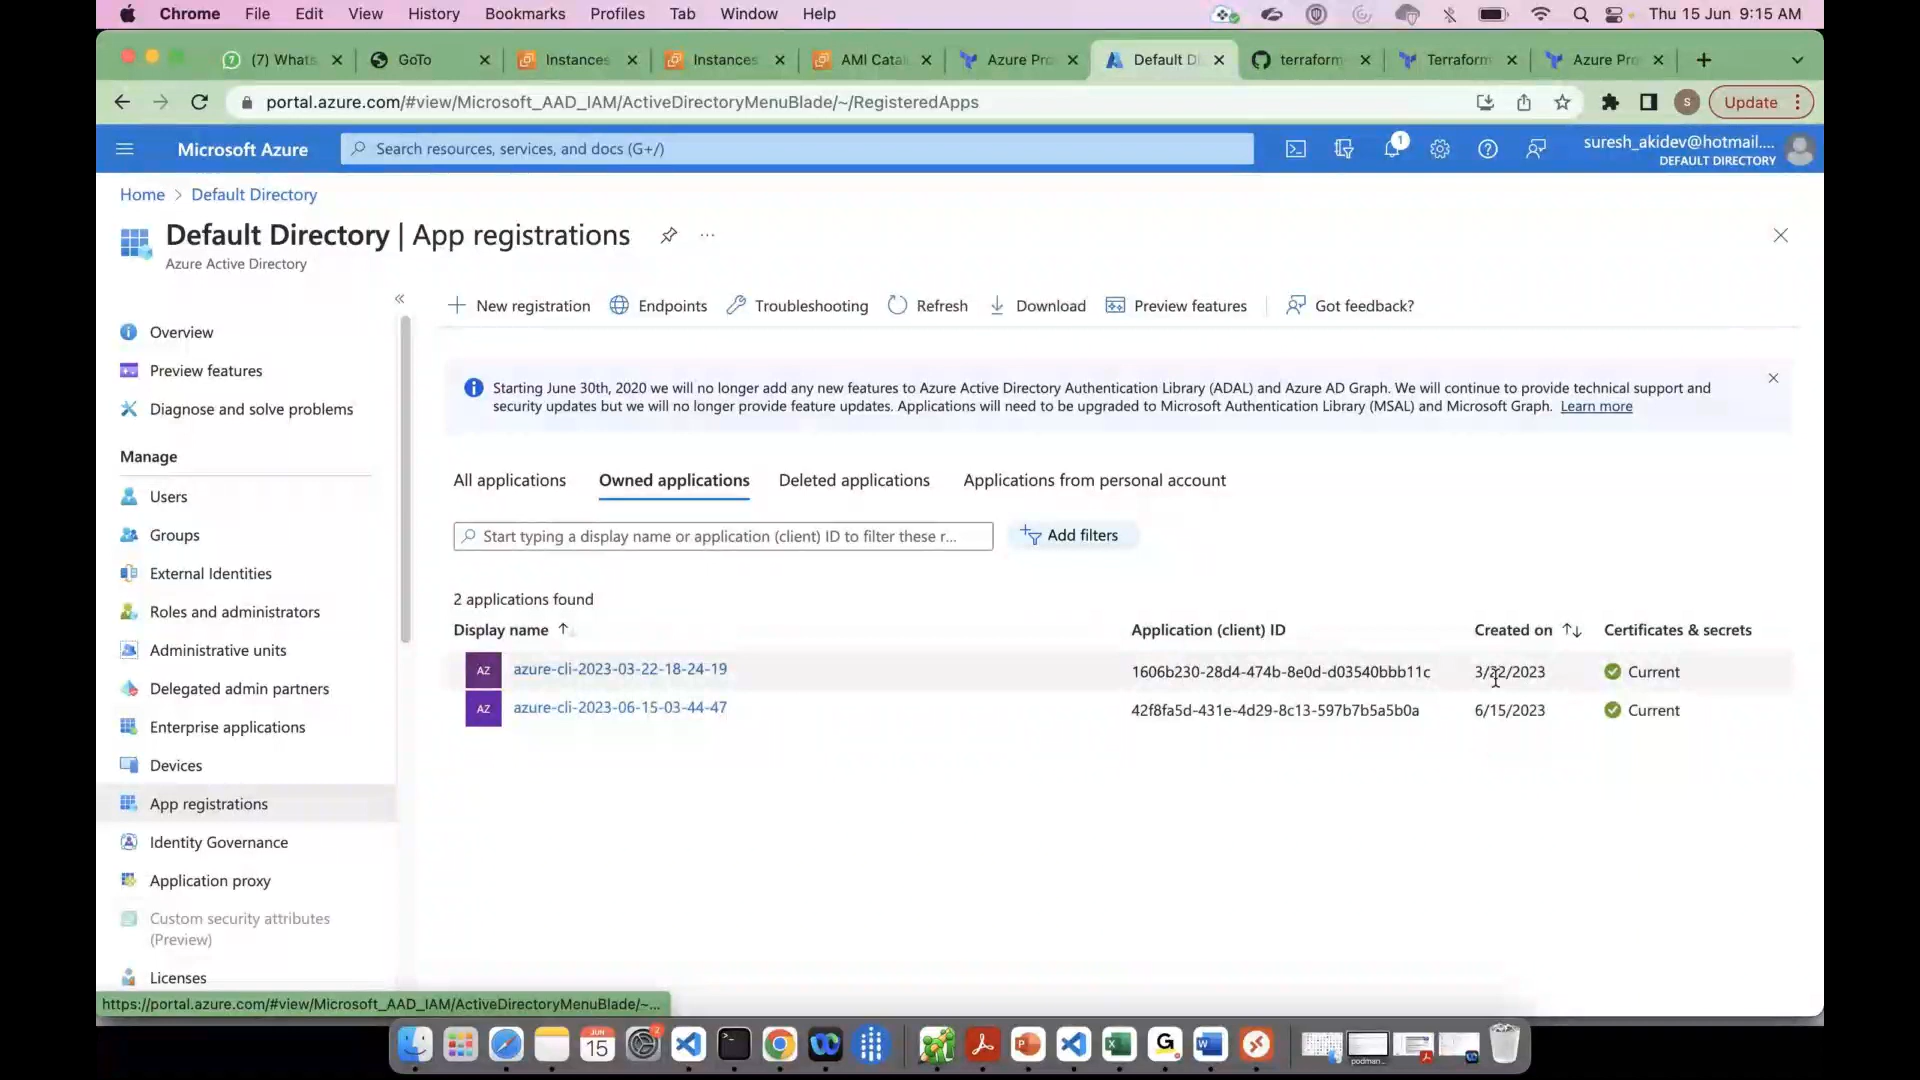 Chrome File Edit View History Bookmarks Profiles Tab Window Help Thu 15 Jun 9:15 AM
(7) Whats GoTo Instances Instances AMI Cata Azure Pro Default D terraform Terraform Azure Pro
portal.azure.com/#view/Microsoft_AAD_IAM/ActiveDirectoryMenuBlade/~/RegisteredApps S Update
Microsoft Azure Search resources, services, and docs (G+/) 1 suresh_akidev@hotmail....
DEFAULT DIRECTORY
Home > Default Directory
Default Directory | App registrations ...
Azure Active Directory
«
New registration Endpoints Troubleshooting Refresh Download Preview features Got feedback?
Overview
Preview features
Diagnose and solve problems
Manage
Users
Groups
External Identities
Roles and administrators
Administrative units
Delegated admin partners
Enterprise applications
Devices
App registrations
Identity Governance
Application proxy
Custom security attributes
(Preview)
Licenses
Starting June 30th, 2020 we will no longer add any new features to Azure Active Directory Authentication Library (ADAL) and Azure AD Graph. We will continue to provide technical support and
security updates but we will no longer provide feature updates. Applications will need to be upgraded to Microsoft Authentication Library (MSAL) and Microsoft Graph. Learn more
All applications Owned applications Deleted applications Applications from personal account
Start typing a display name or application (client) ID to filter these r... Add filters
2 applications found
Display name ↑ Application (client) ID Created on ↑↓ Certificates & secrets
AZ azure-cli-2023-03-22-18-24-19 1606b230-28d4-474b-8e0d-d03540bbb11c 3/22/2023 Current
AZ azure-cli-2023-06-15-03-44-47 42f8fa5d-431e-4d29-8c13-597b7b5a5b0a 6/15/2023 Current
https://portal.azure.com/#view/Microsoft_AAD_IAM/ActiveDirectoryMenuBlade/~...
JUN
15
2
podman...